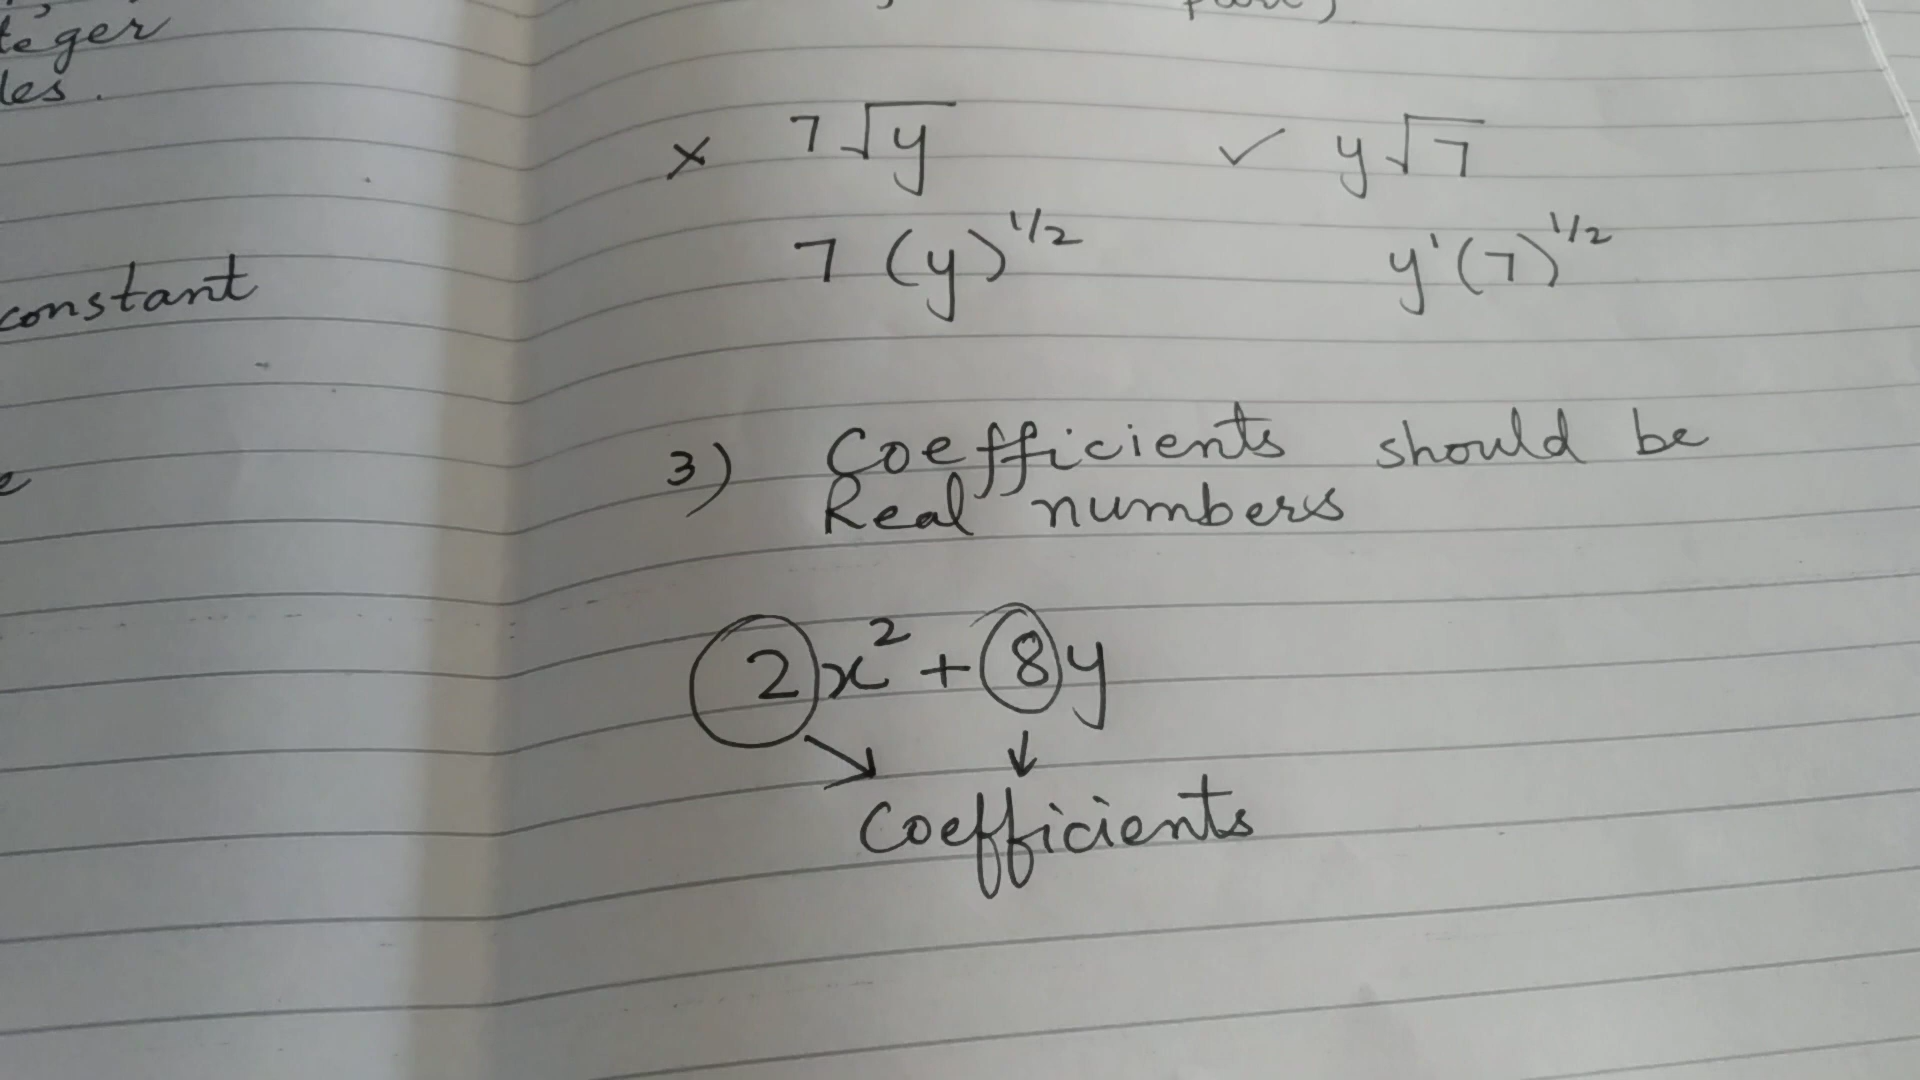 teger
les.
constant
× 7√y ✓ y√7
7 (y)^1/2 y^1 (7)^1/2
3) Coefficients should be
Real numbers
2x² + 8y
↘ ↓
Coefficients